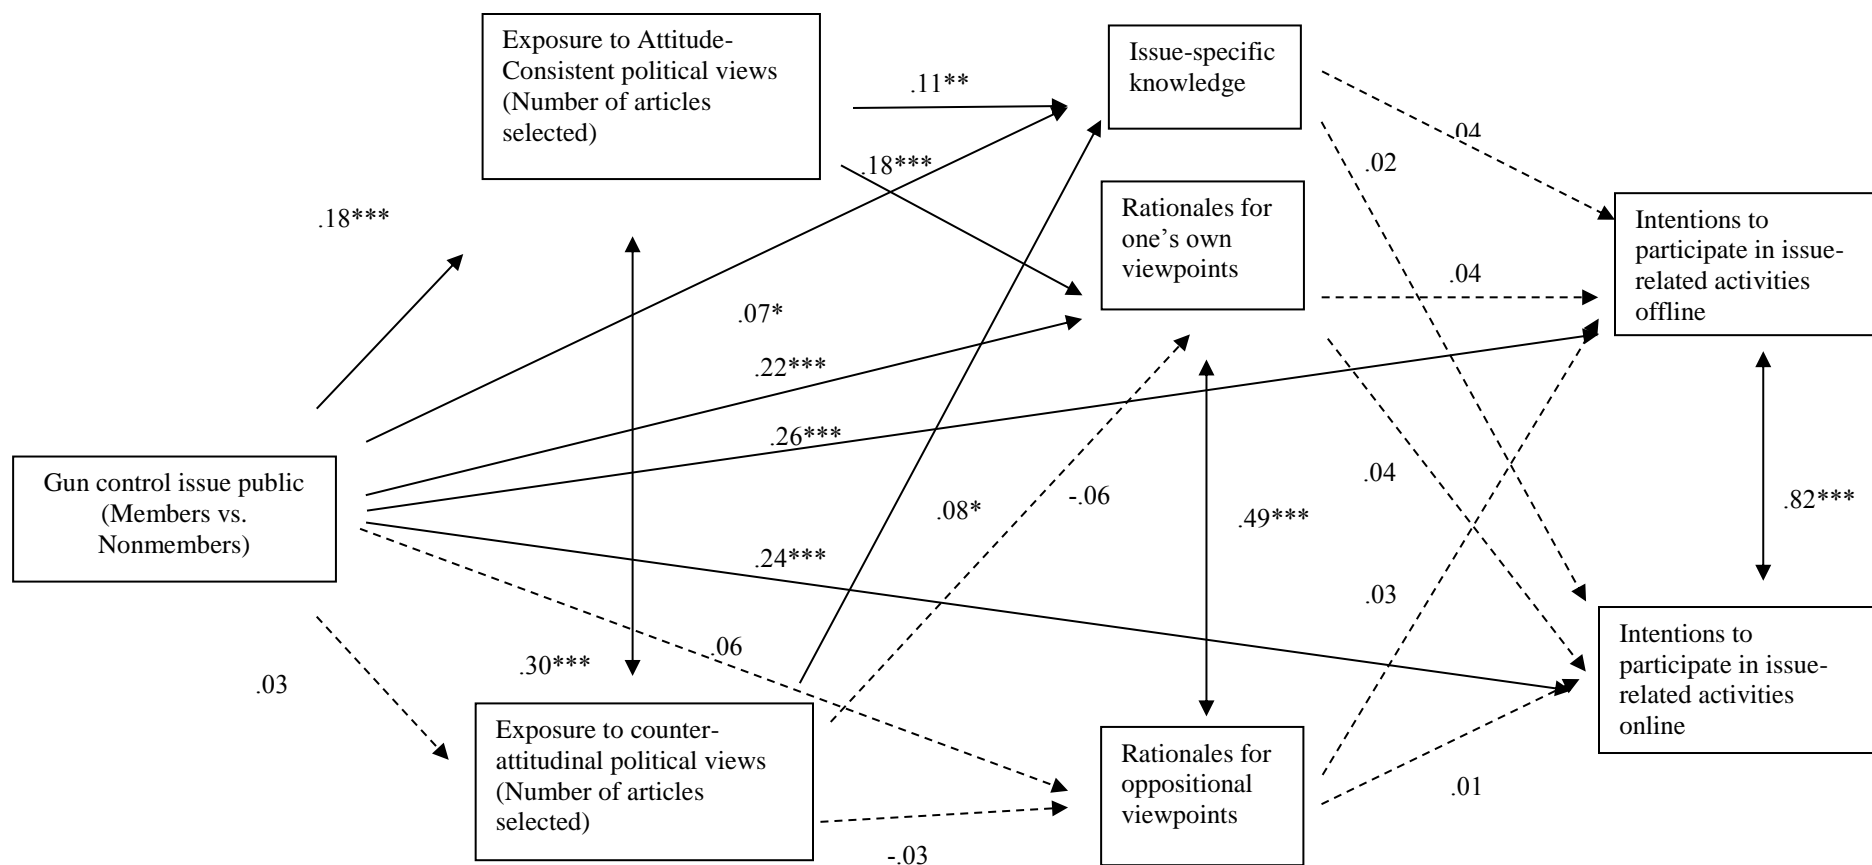 Exposure to Attitude-
Consistent political views
(Number of articles
selected)
Issue-specific
knowledge
.11**
.04
.02
.18***
.18***
Rationales for
one's own
viewpoints
Intentions to
participate in issue-
related activities
offline
.04
.07*
.22***
.26***
Gun control issue public
(Members vs.
Nonmembers)
.04
-.06
.08*
.49***
.82***
.24***
.03
.06
.30***
.03
Intentions to
participate in issue-
related activities
online
Exposure to counter-
attitudinal political views
(Number of articles
selected)
Rationales for
oppositional
viewpoints
.01
-.03